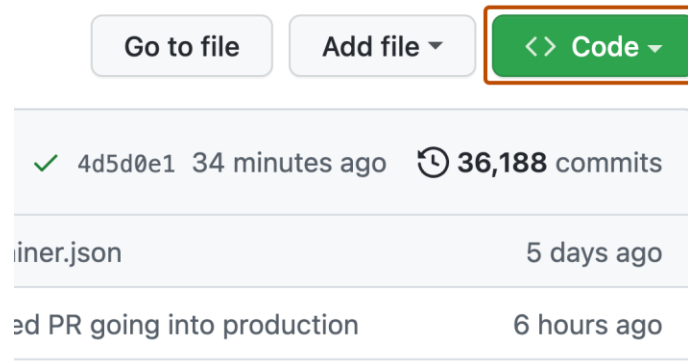 Go to file Add file <> Code
4d5d0e1 34 minutes ago 36,188 commits
iner.json 5 days ago
ed PR going into production 6 hours ago